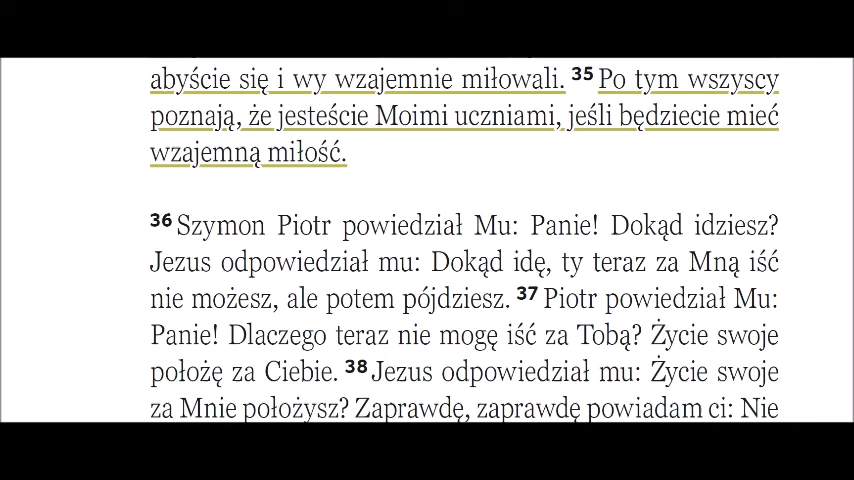 abyście się i wy wzajemnie miłowali. 35 Po tym wszyscy
poznają, że jesteście Moimi uczniami, jeśli będziecie mieć
wzajemną miłość.
36 Szymon Piotr powiedział Mu: Panie! Dokąd idziesz?
Jezus odpowiedział mu: Dokąd idę, ty teraz za Mną iść
nie możesz, ale potem pójdziesz. 37 Piotr powiedział Mu:
Panie! Dlaczego teraz nie mogę iść za Tobą? Życie swoje
położę za Ciebie. 38 Jezus odpowiedział mu: Życie swoje
za Mnie położysz? Zaprawdę, zaprawdę powiadam ci: Nie